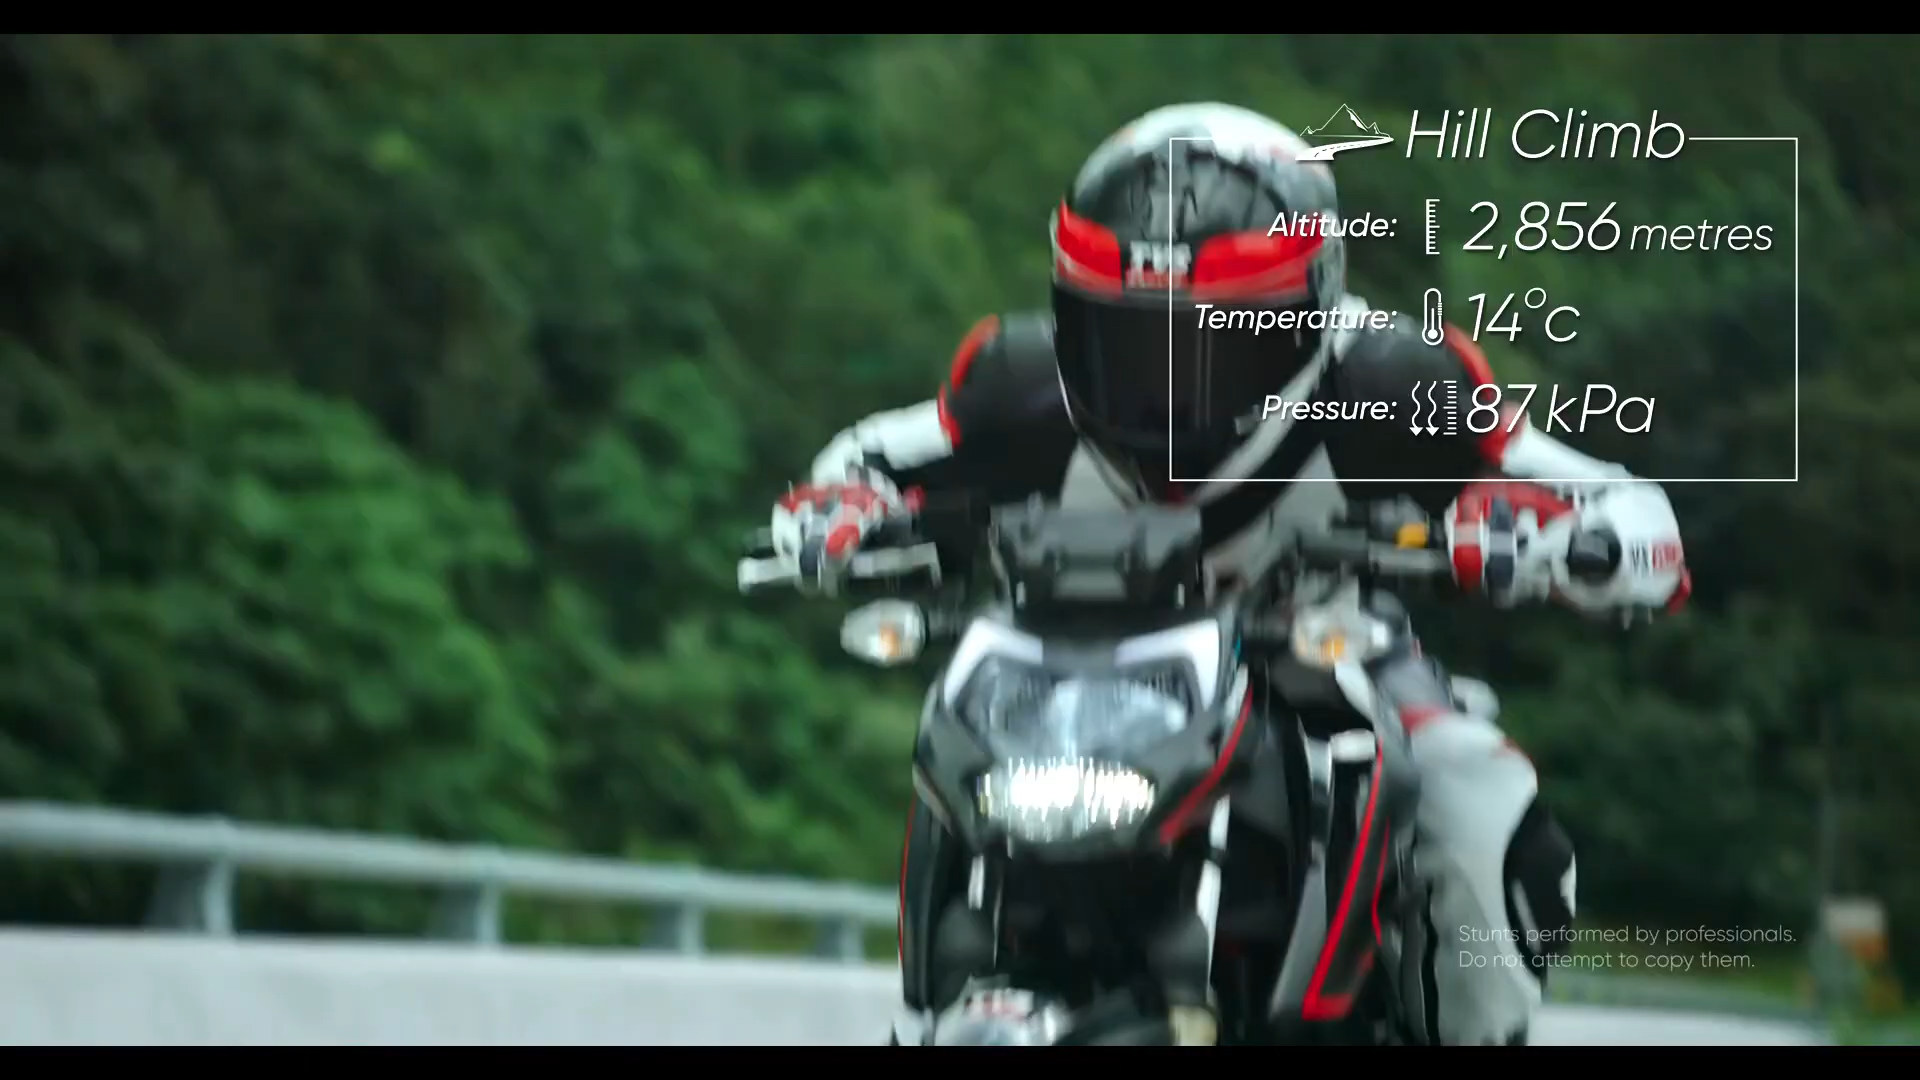 Hill Climb
Altitude: 2,856 metres
Temperature: 14°C
Pressure: 87 kPa
Stunts performed by professionals.
Do not attempt to copy them.